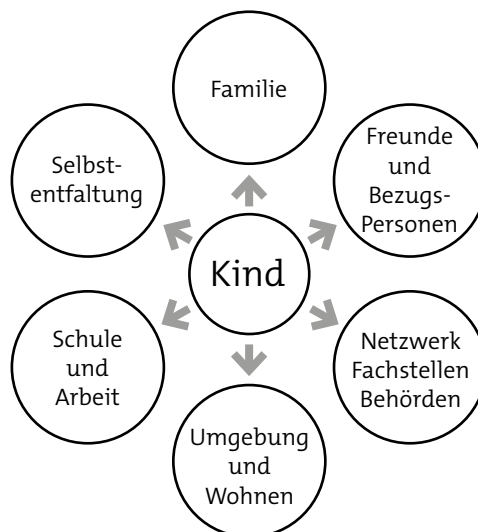 Familie
Selbst-
entfaltung
Freunde
und
Bezugs-
Personen
Kind
Schule
und
Arbeit
Netzwerk
Fachstellen
Behörden
Umgebung
und
Wohnen